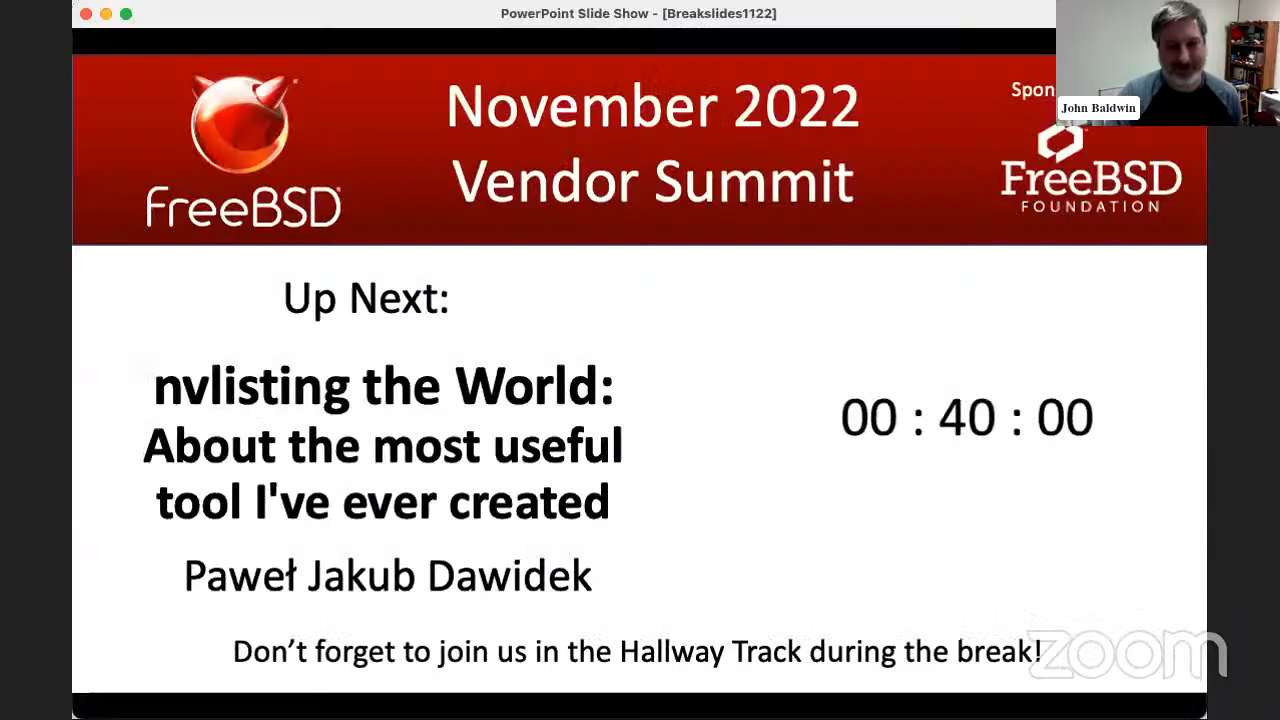 PowerPoint Slide Show - [Breakslides1122]
November 2022
Vendor Summit
FreeBSD
Spon
John Baldwin
FreeBSD
FOUNDATION
Up Next:
nvlisting the World:
About the most useful
tool I've ever created
Paweł Jakub Dawidek
00 : 40 : 00
Don’t forget to join us in the Hallway Track during the break!
zoom